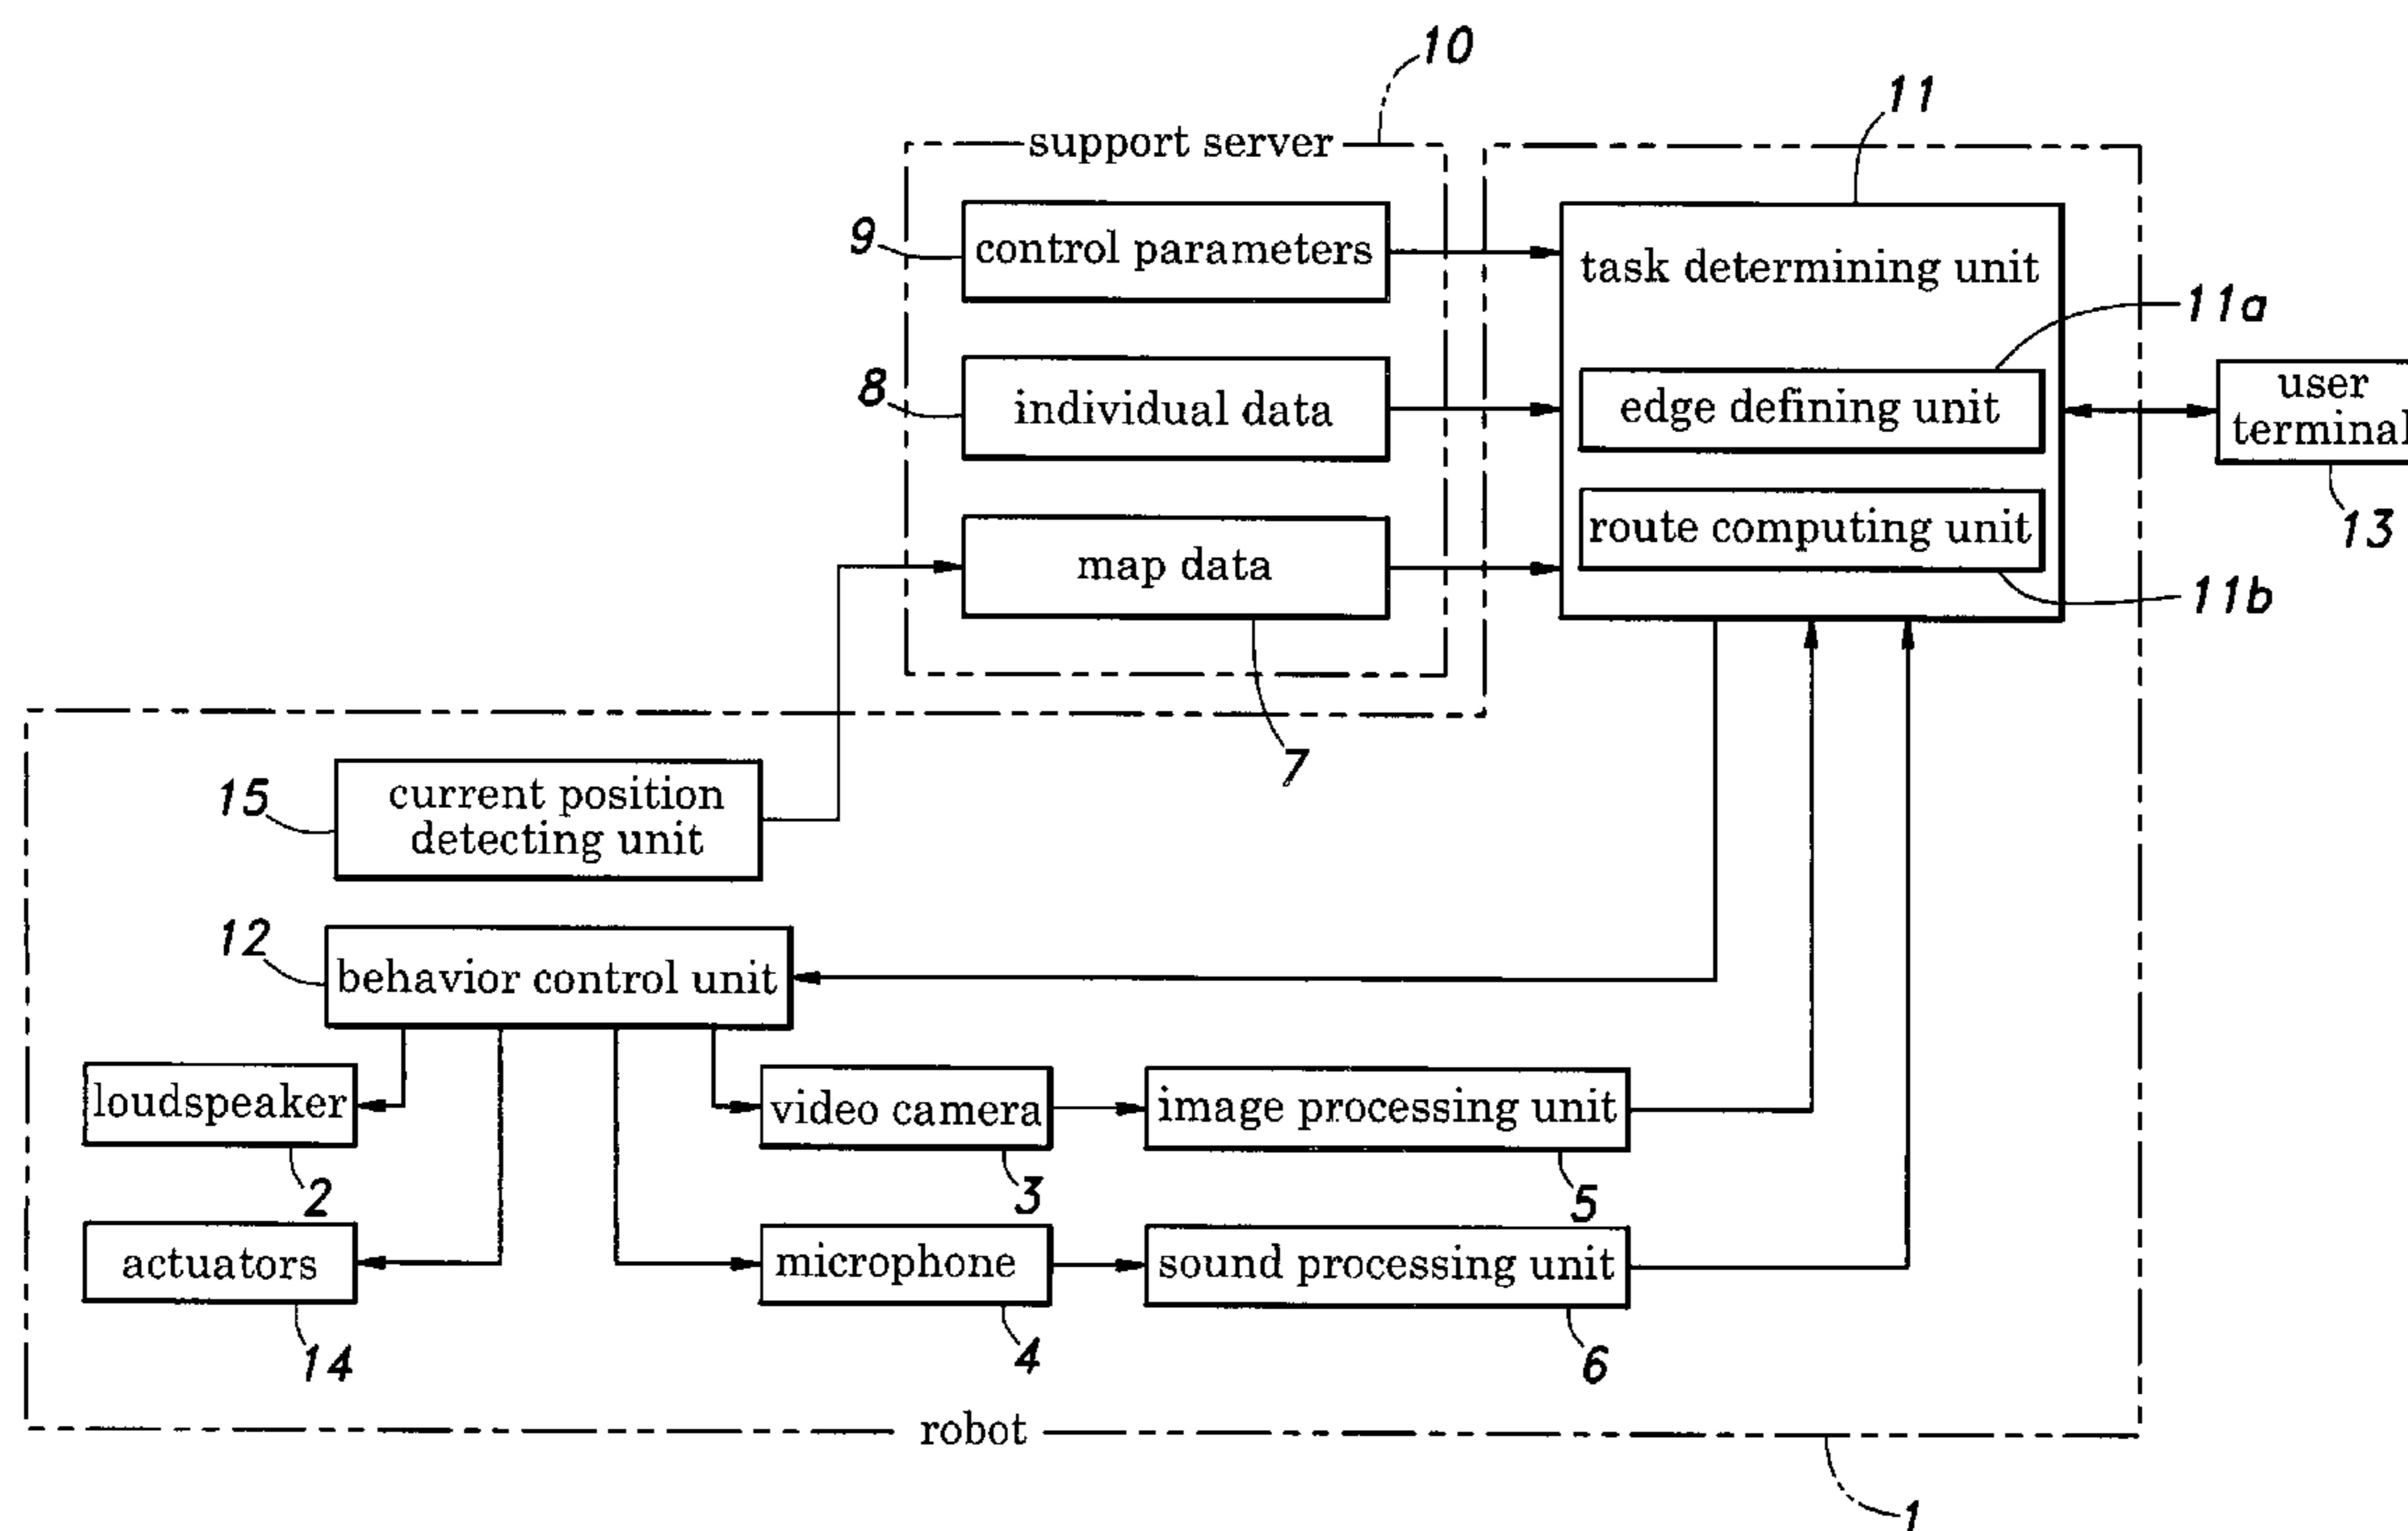 10
support server
11
9
control parameters
task determining unit
11a
8
individual data
edge defining unit
user
terminal
13
map data
route computing unit
11b
7
15
current position
detecting unit
12
behavior control unit
loudspeaker
video camera
image processing unit
2
3
5
actuators
microphone
sound processing unit
14
4
6
robot
1